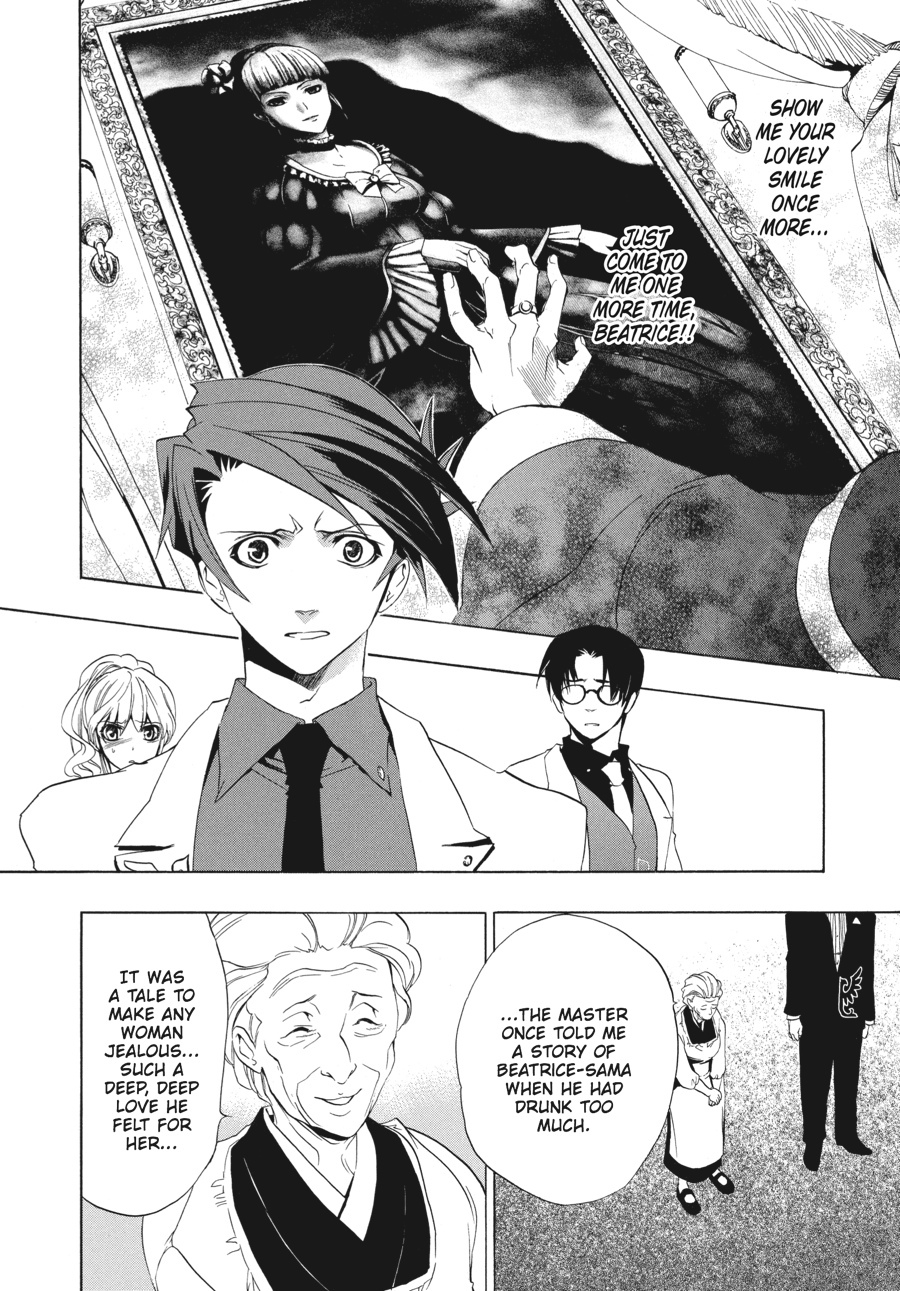 SHOW
ME YOUR
LOVELY
SMILE
ONCE
MORE...
JUST
COME TO
ME ONE
MORE TIME,
BEATRICE!!
...THE MASTER
ONCE TOLD ME
A STORY OF
BEATRICE-SAMA
WHEN HE HAD
DRUNK TOO
MUCH.
IT WAS
A TALE TO
MAKE ANY
WOMAN
JEALOUS...
SUCH A
DEEP, DEEP
LOVE HE
FELT FOR
HER...